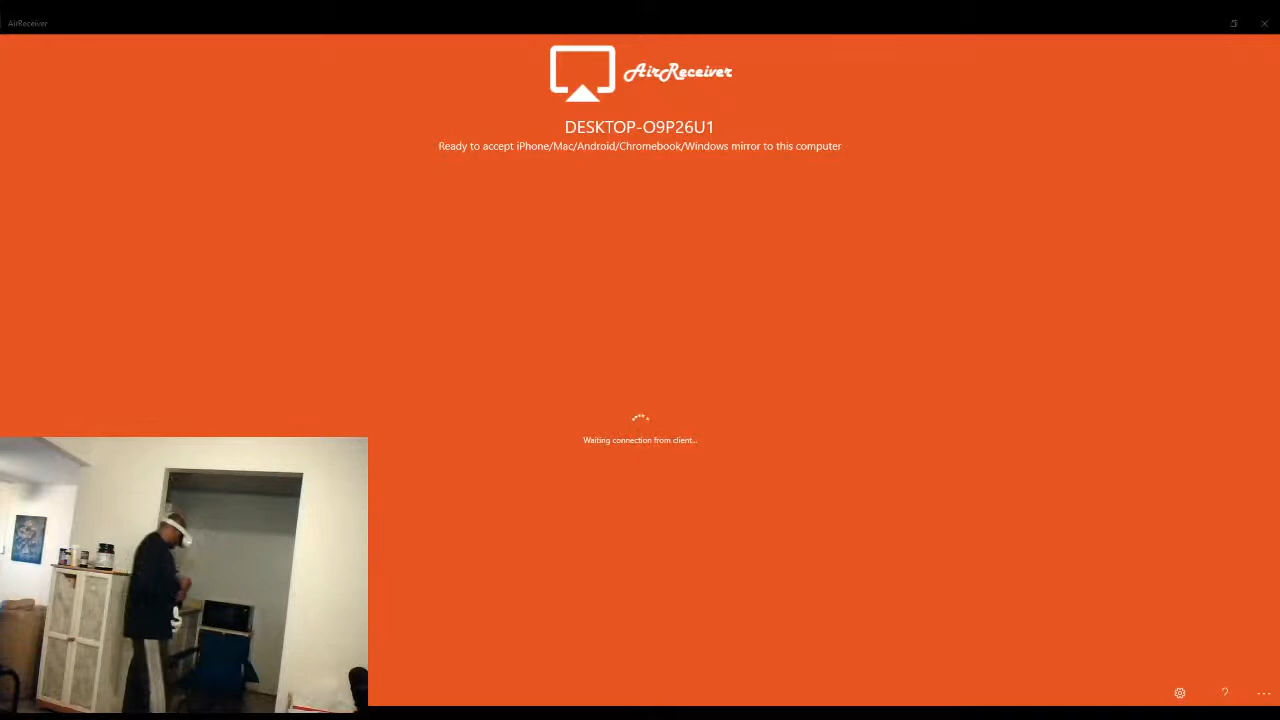 AirReceiver
AirReceiver
DESKTOP-O9P26U1
Ready to accept iPhone/Mac/Android/Chromebook/Windows mirror to this computer
Waiting connection from client...